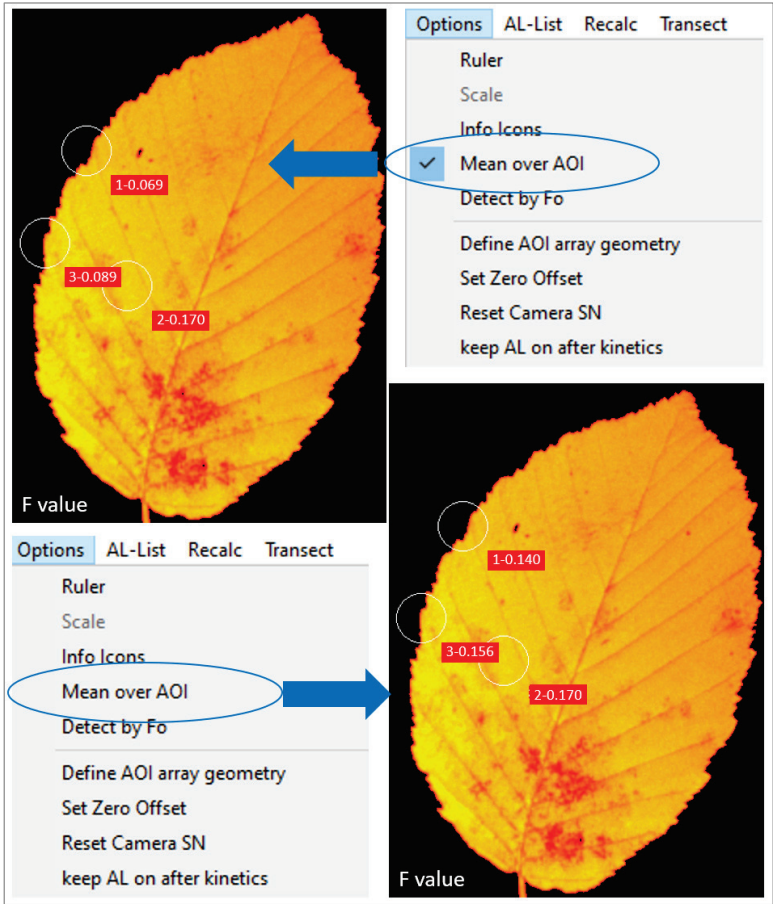 Options AL-List Recalc Transect
Ruler
Scale
Info Icons
Mean over AOI
Detect by Fo
Define AOI array geometry
Set Zero Offset
Reset Camera SN
keep AL on after kinetics
1-0.069
3-0.089
2-0.170
F value
Options AL-List Recalc Transect
Ruler
Scale
Info Icons
Mean over AOI
Detect by Fo
Define AOI array geometry
Set Zero Offset
Reset Camera SN
keep AL on after kinetics
1-0.140
3-0.156
2-0.170
F value